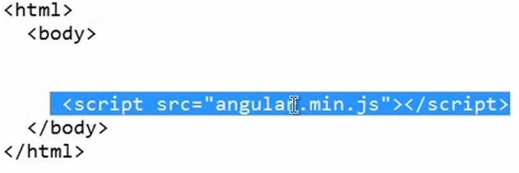 <html>
<body>
<script src="angular.min.js"></script>
</body>
</html>